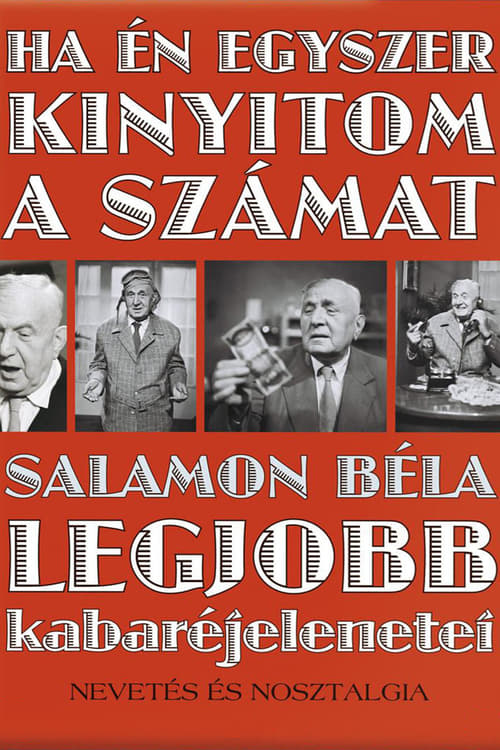 HA ÉN EGYSZER
KINYITOM
A SZÁMAT
SALAMON BÉLA
LEGJOBB
kabaréjelenetei
NEVETÉS ÉS NOSZTALGIA